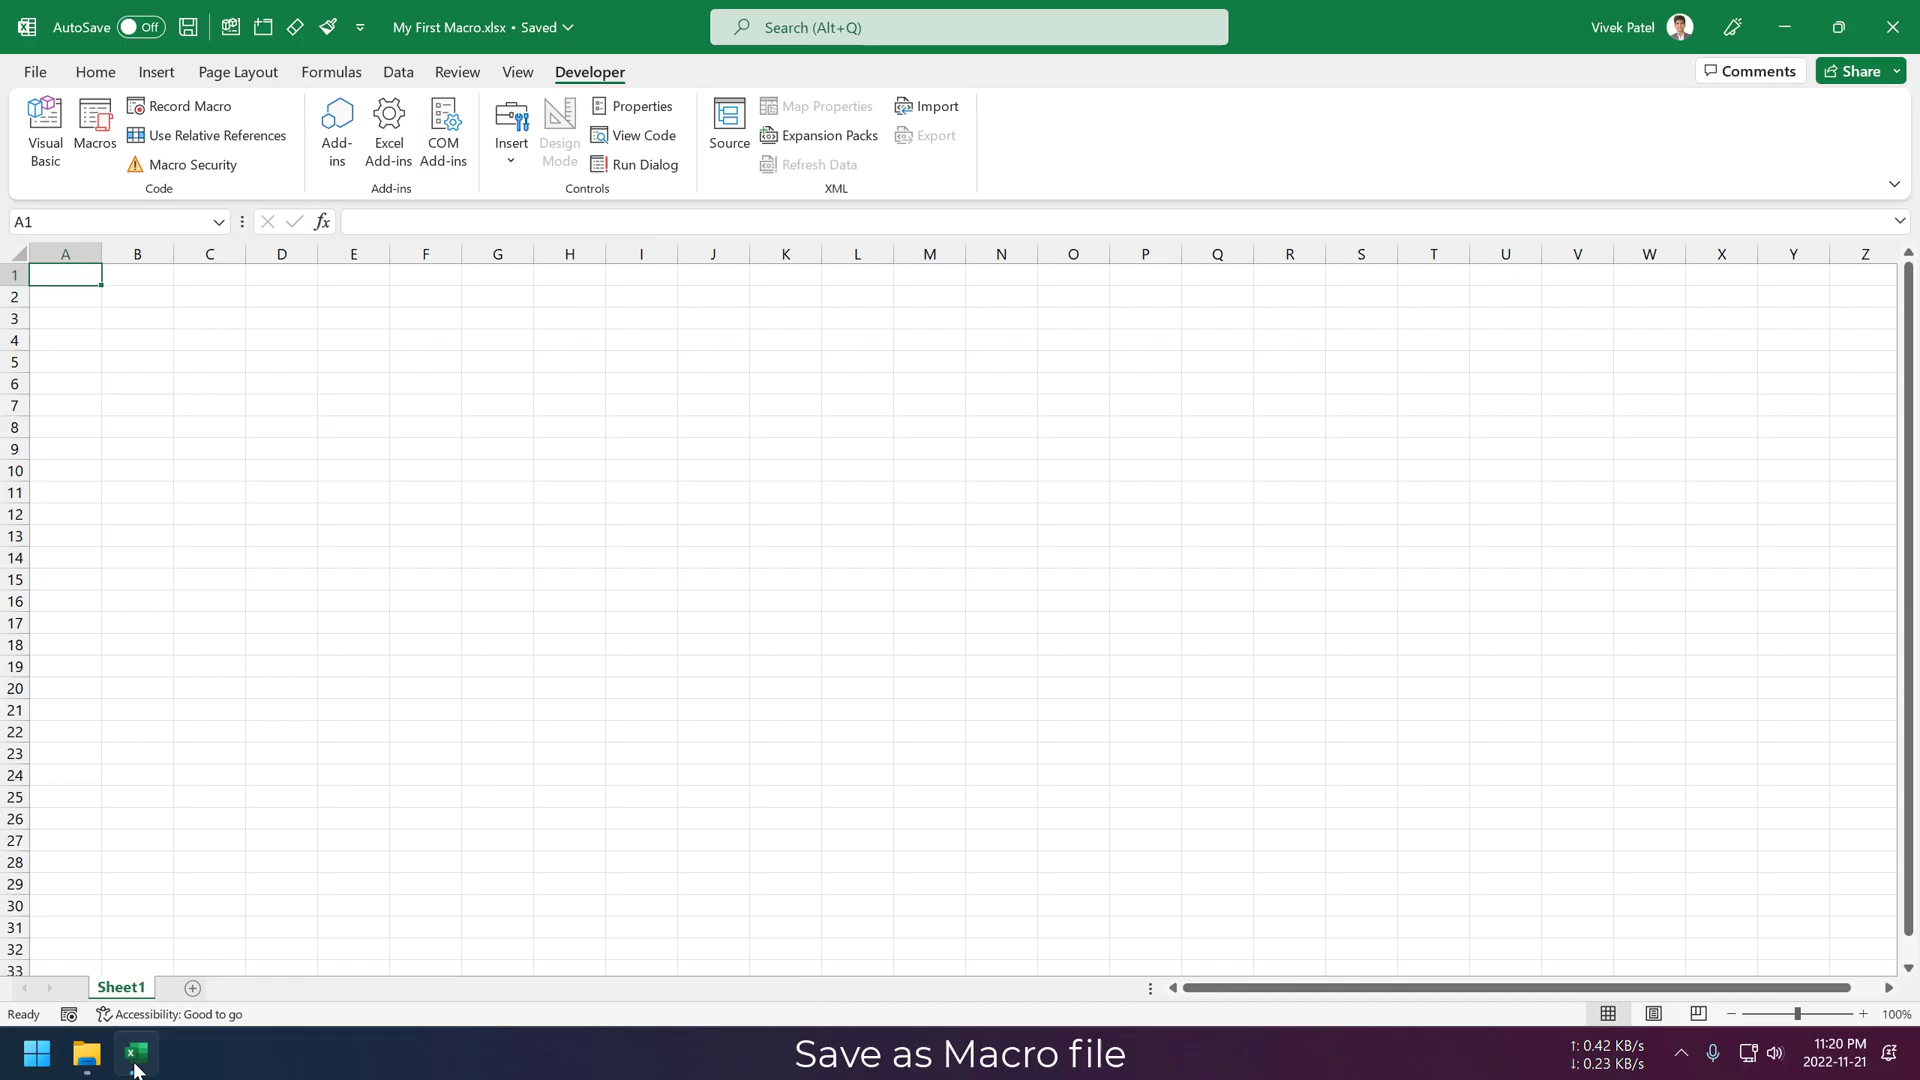 AutoSave Off My First Macro.xlsx • Saved Search (Alt+Q) Vivek Patel
File Home Insert Page Layout Formulas Data Review View Developer Comments Share
Visual Basic
Macros
Record Macro
Use Relative References
Macro Security
Code
Add-ins
Excel Add-ins
COM Add-ins
Add-ins
Insert
Design Mode
Properties
View Code
Run Dialog
Controls
Source
Map Properties
Expansion Packs
Refresh Data
Import
Export
XML
A1 fx
A B C D E F G H I J K L M N O P Q R S T U V W X Y Z
1
2
3
4
5
6
7
8
9
10
11
12
13
14
15
16
17
18
19
20
21
22
23
24
25
26
27
28
29
30
31
32
33
Sheet1
Ready Accessibility: Good to go 100%
Save as Macro file
↑: 0.42 KB/s
↓: 0.23 KB/s
11:20 PM
2022-11-21